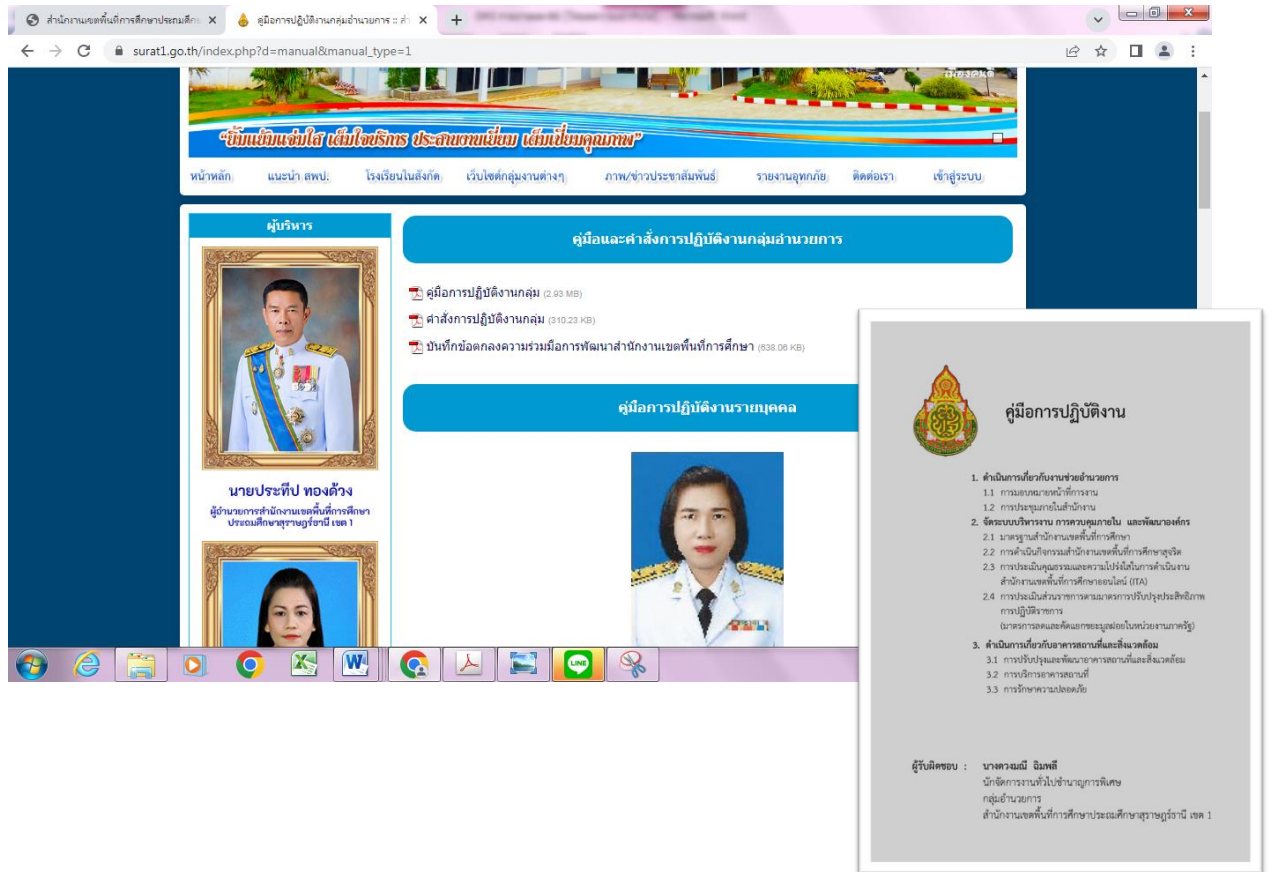 สำนักงานเขตพื้นที่การศึกษาประถมศึกษ
คู่มือการปฏิบัติงานกลุ่มอำนวยการ :: สำ
surat1.go.th/index.php?d=manual&manual_type=1
“ยิ้มแย้มแจ่มใส เต็มใจบริการ ประสานงานเยี่ยม เต็มเปี่ยมคุณภาพ”
หน้าหลัก แนะนำ สพป. โรงเรียนในสังกัด เว็บไซต์กลุ่มงานต่างๆ ภาพ/ข่าวประชาสัมพันธ์ รายงานอุทกภัย ติดต่อเรา เข้าสู่ระบบ
ผู้บริหาร
นายประทีป ทองด้วง
ผู้อำนวยการสำนักงานเขตพื้นที่การศึกษา
ประถมศึกษาสุราษฎร์ธานี เขต 1
คู่มือและคำสั่งการปฏิบัติงานกลุ่มอำนวยการ
คู่มือการปฏิบัติงานกลุ่ม (2.93 MB)
คำสั่งการปฏิบัติงานกลุ่ม (310.23 KB)
บันทึกข้อตกลงความร่วมมือการพัฒนาสำนักงานเขตพื้นที่การศึกษา (638.06 KB)
คู่มือการปฏิบัติงานรายบุคคล
LINE
คู่มือการปฏิบัติงาน
1. ดำเนินการเกี่ยวกับงานช่วยอำนวยการ
1.1 การมอบหมายหน้าที่การงาน
1.2 การประชุมภายในสำนักงาน
2. จัดระบบบริหารงาน การควบคุมภายใน และพัฒนาองค์กร
2.1 มาตรฐานสำนักงานเขตพื้นที่การศึกษา
2.2 การดำเนินกิจกรรมสำนักงานเขตพื้นที่การศึกษาสุจริต
2.3 การประเมินคุณธรรมและความโปร่งใสในการดำเนินงาน
สำนักงานเขตพื้นที่การศึกษาออนไลน์ (ITA)
2.4 การประเมินส่วนราชการตามมาตรการปรับปรุงประสิทธิภาพ
การปฏิบัติราชการ
(มาตรการลดและคัดแยกขยะมูลฝอยในหน่วยงานภาครัฐ)
3. ดำเนินการเกี่ยวกับอาคารสถานที่และสิ่งแวดล้อม
3.1 การปรับปรุงและพัฒนาอาคารสถานที่และสิ่งแวดล้อม
3.2 การบริการอาคารสถานที่
3.3 การรักษาความปลอดภัย
ผู้รับผิดชอบ : นางดวงมณี ฉิมพลี
นักจัดการงานทั่วไปชำนาญการพิเศษ
กลุ่มอำนวยการ
สำนักงานเขตพื้นที่การศึกษาประถมศึกษาสุราษฎร์ธานี เขต 1